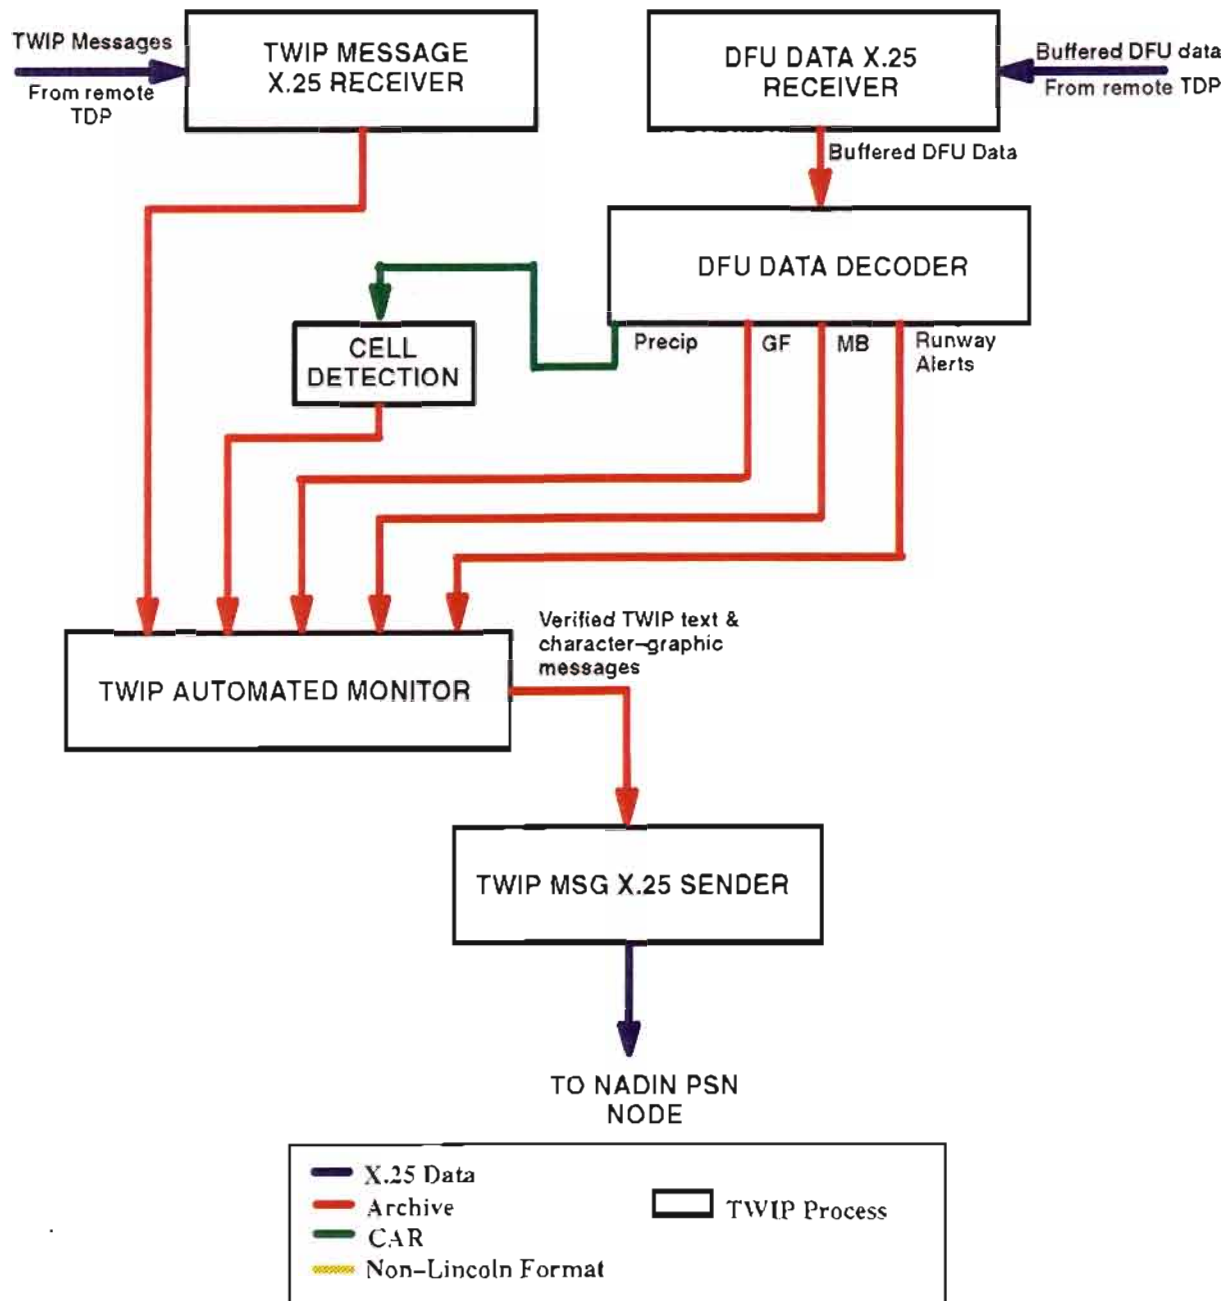 TWIP Messages
From remote
TDP
TWIP MESSAGE
X.25 RECEIVER
DFU DATA X.25
RECEIVER
Buffered DFU data
From remote TDP
Buffered DFU Data
DFU DATA DECODER
Precip
GF
MB
Runway
Alerts
CELL
DETECTION
TWIP AUTOMATED MONITOR
Verified TWIP text &
character–graphic
messages
TWIP MSG X.25 SENDER
TO NADIN PSN
NODE
X.25 Data
Archive
CAR
Non–Lincoln Format
TWIP Process